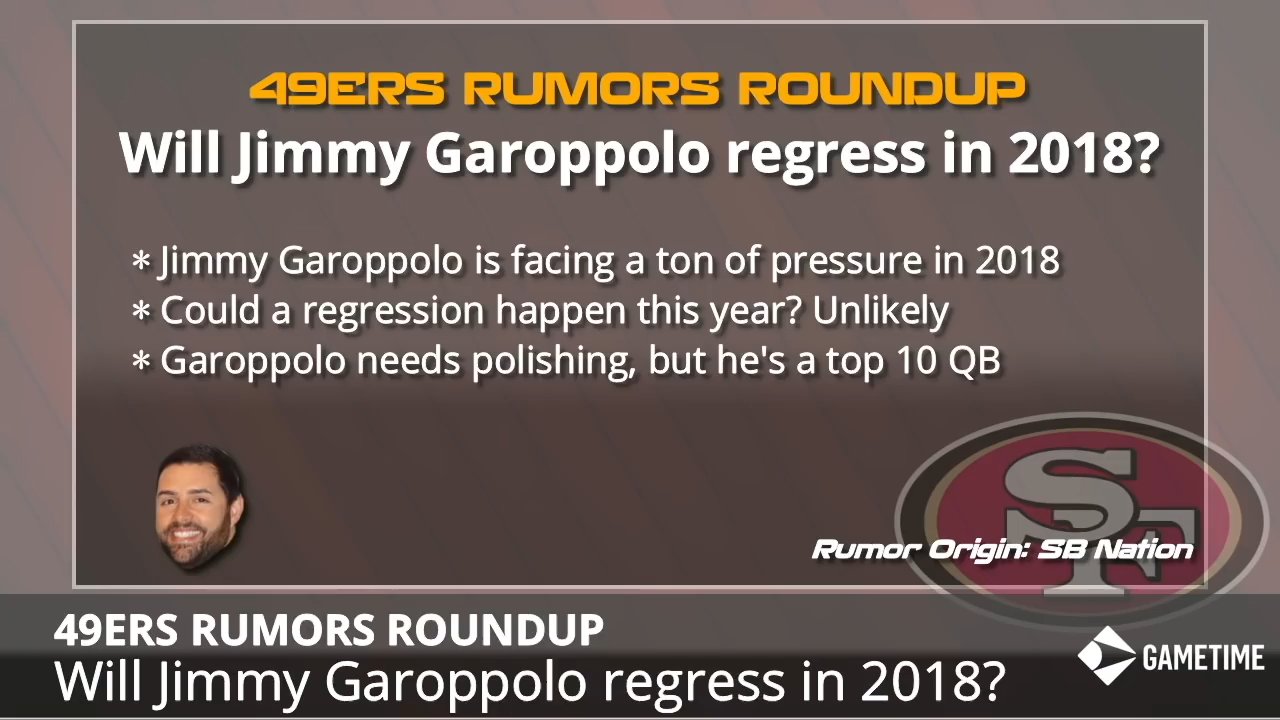 49ERS RUMORS ROUNDUP
Will Jimmy Garoppolo regress in 2018?
* Jimmy Garoppolo is facing a ton of pressure in 2018
* Could a regression happen this year? Unlikely
* Garoppolo needs polishing, but he's a top 10 QB
SF
Rumor Origin: SB Nation
49ERS RUMORS ROUNDUP
Will Jimmy Garoppolo regress in 2018?
GAMETIME